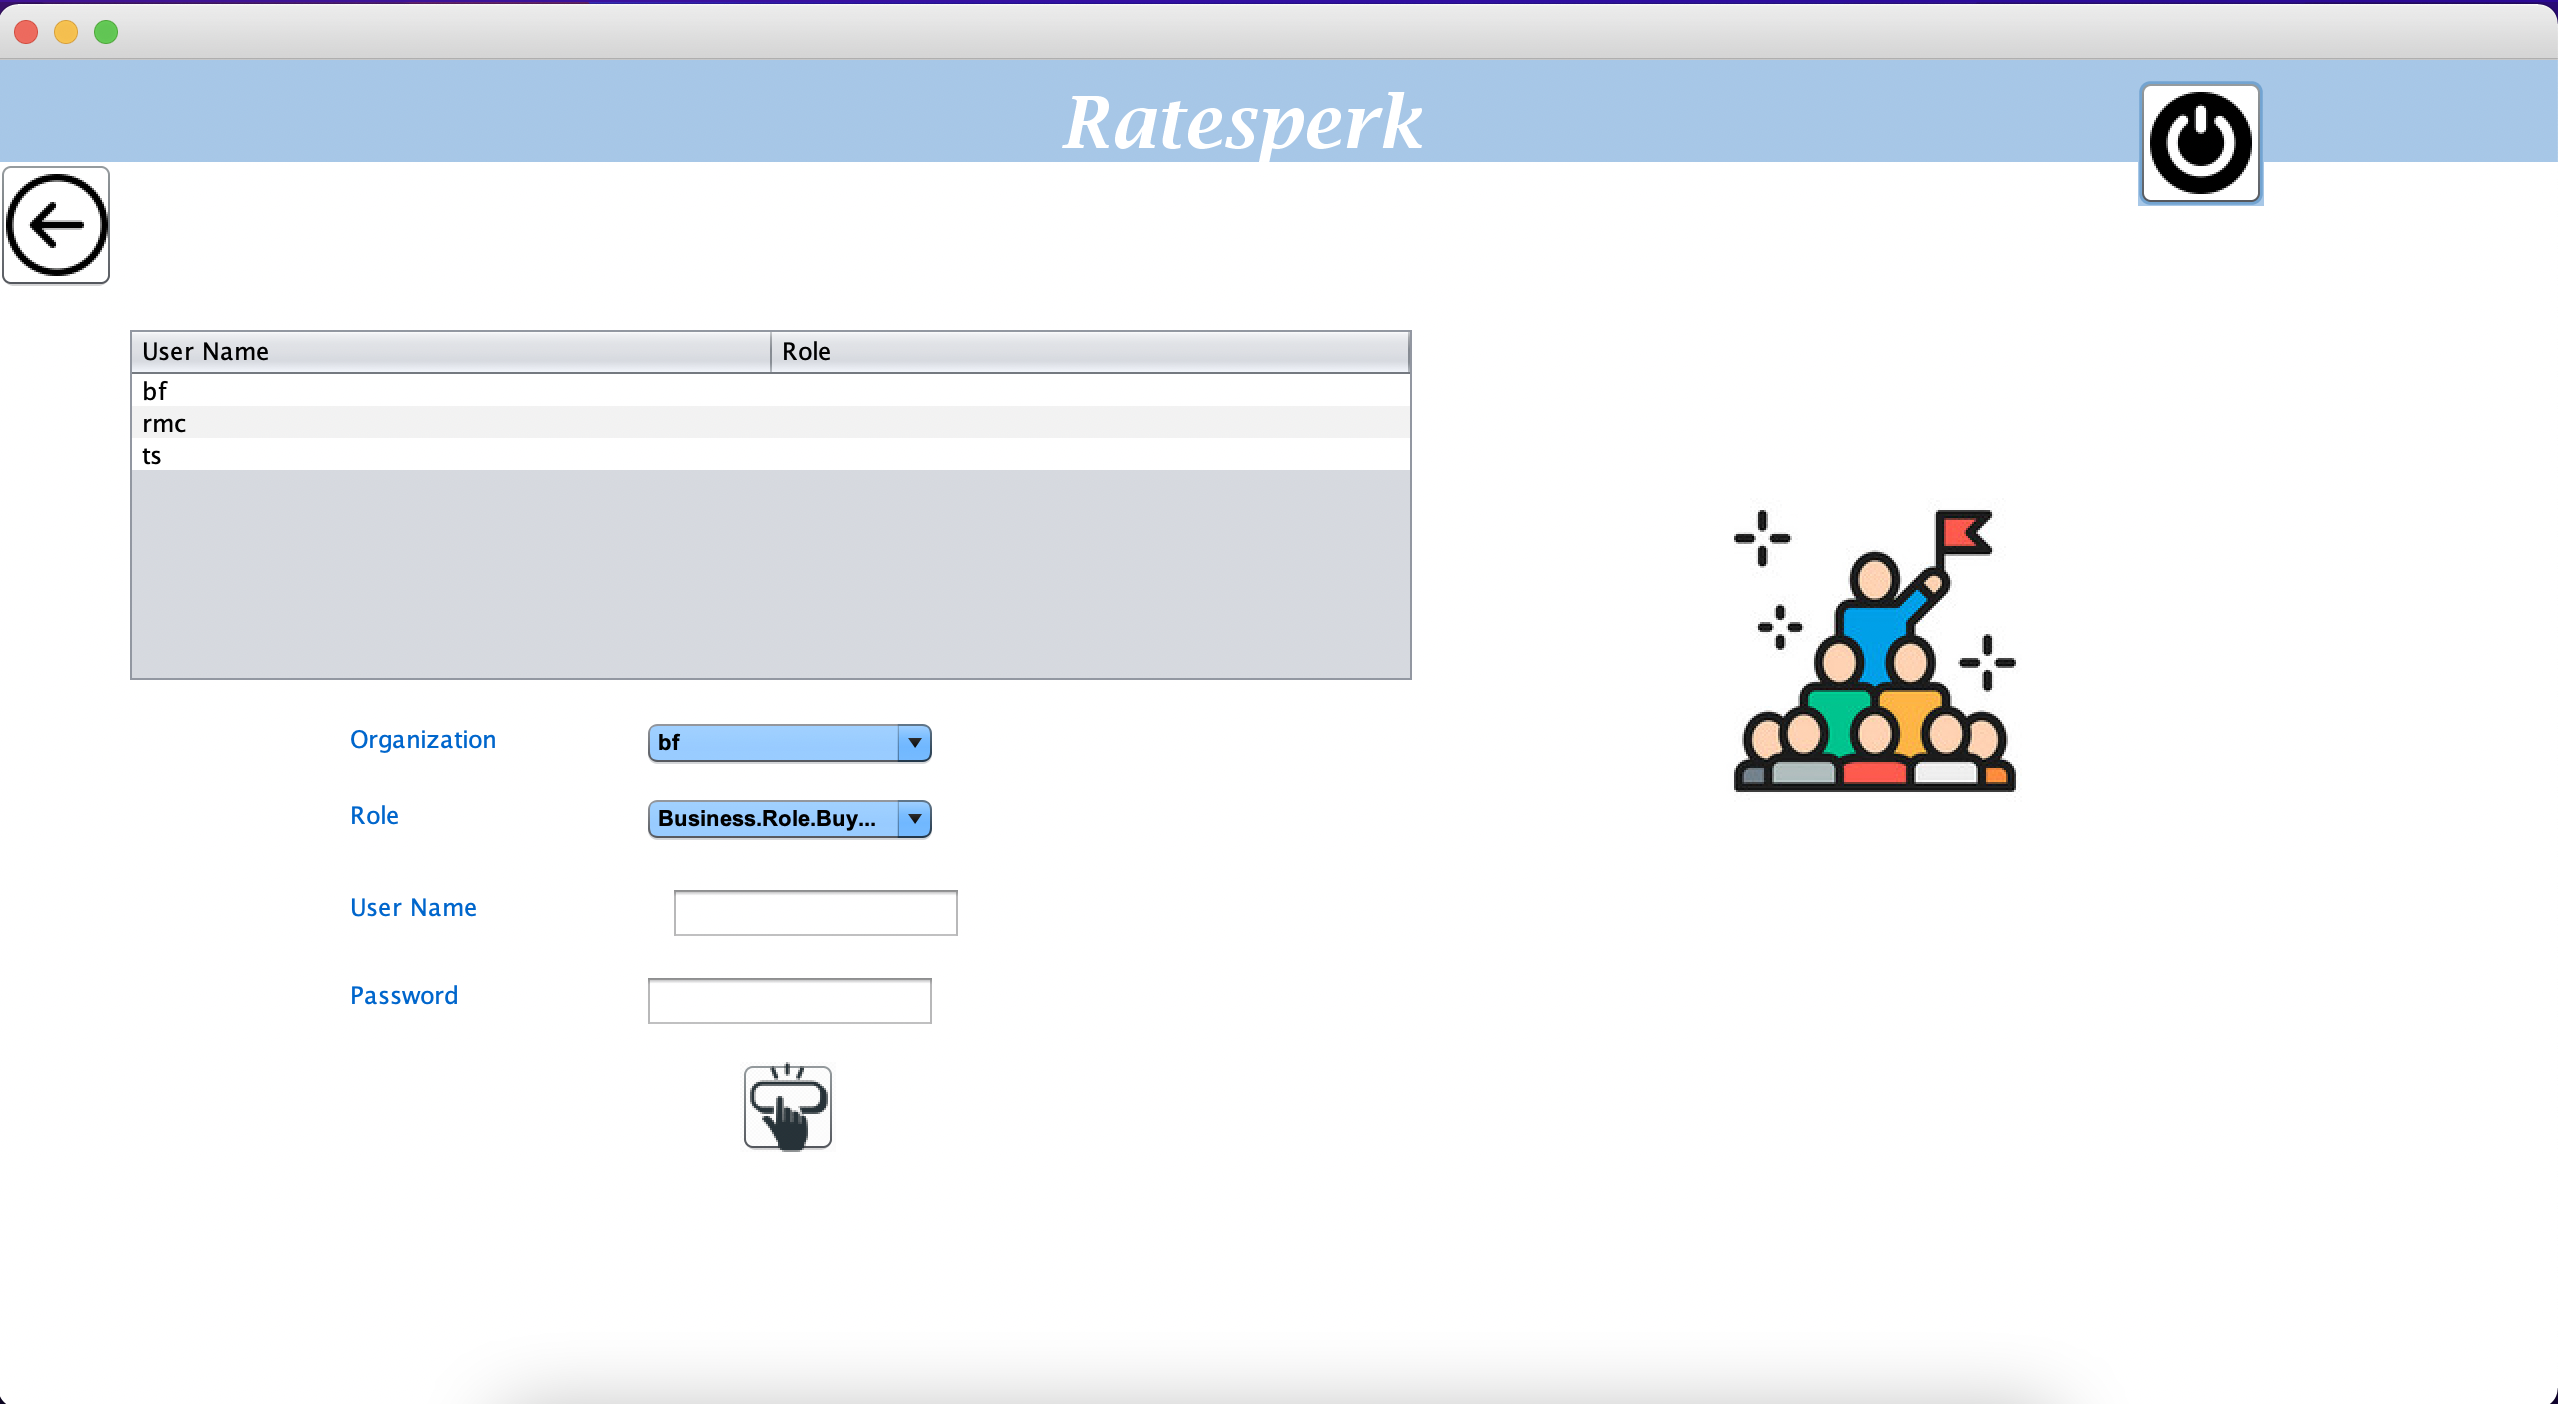 Ratesperk
User Name Role
bf
rmc
ts
Organization bf
Role Business.Role.Buy...
User Name
Password